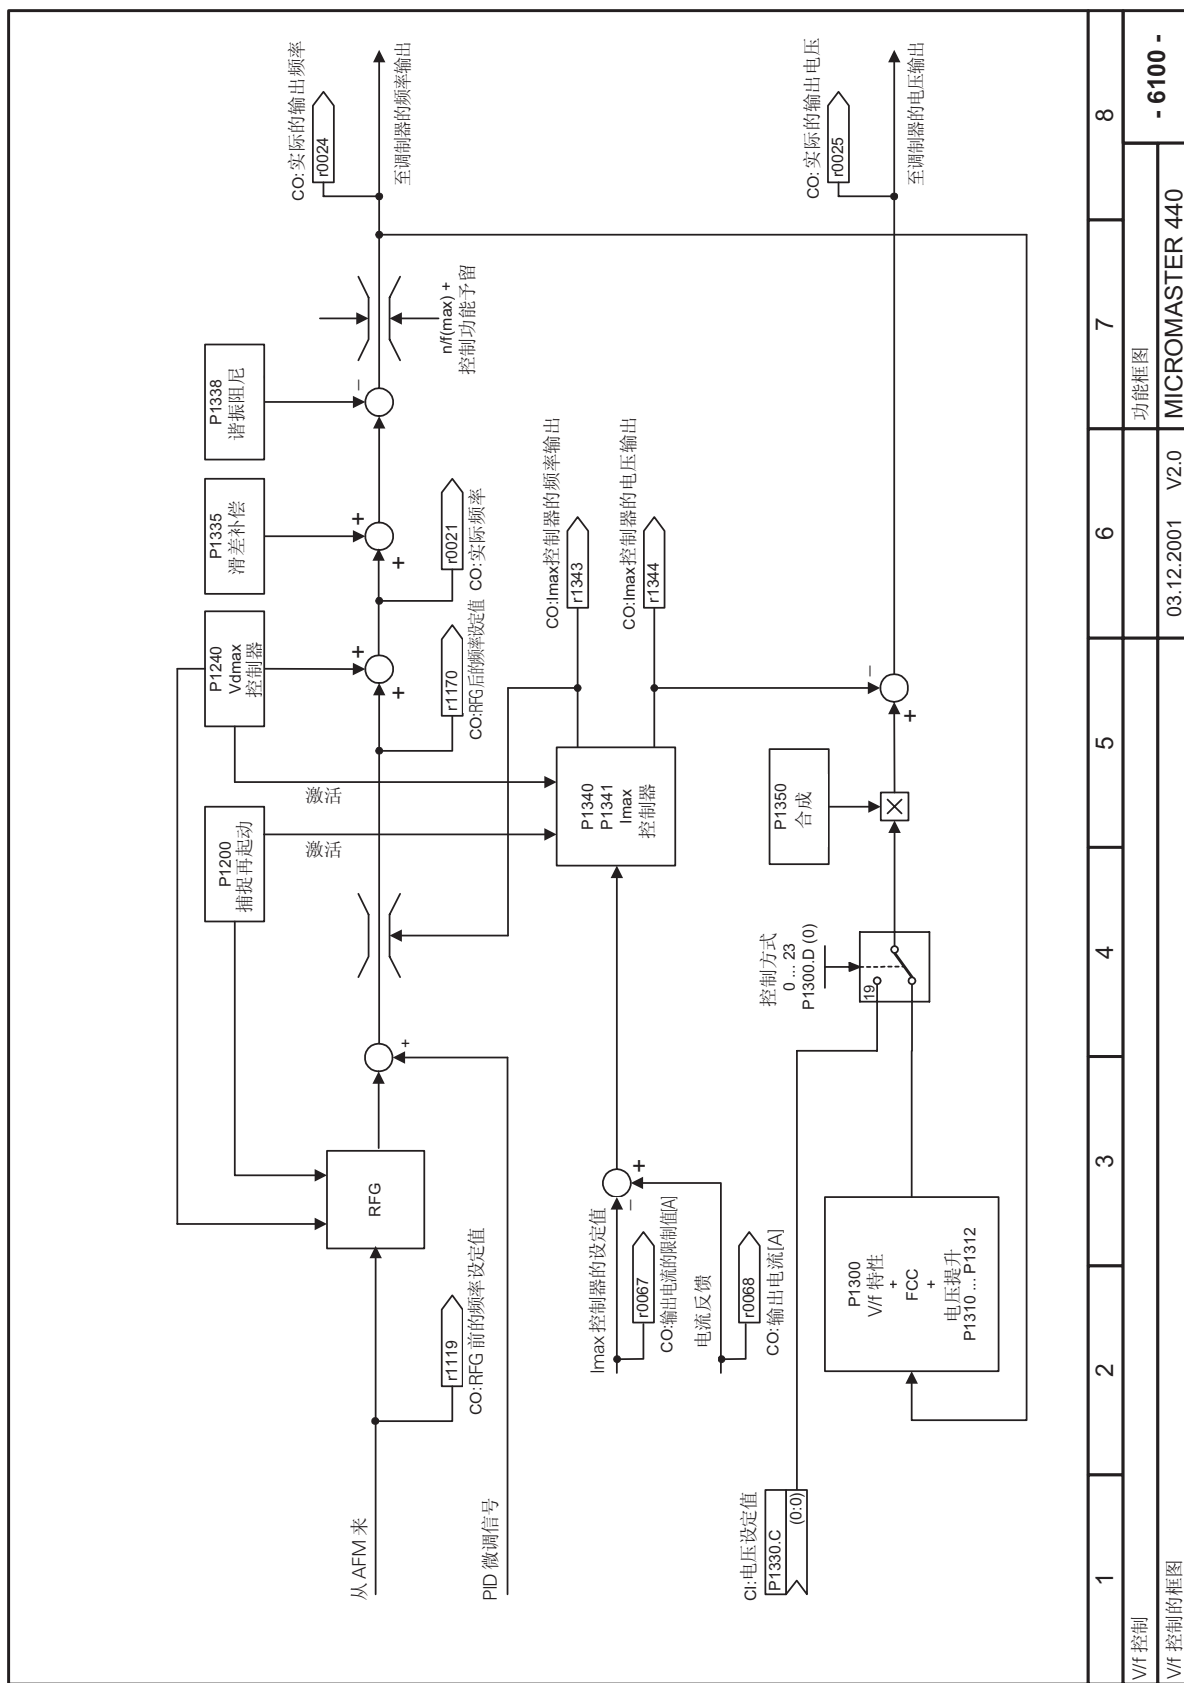 CO: 实际的输出频率
r0024
至调制器的频率输出
P1338
谐振阻尼
n/f(max) +
控制功能予留
P1335
滑差补偿
r0021
CO:实际频率
P1240
Vdmax
控制器
r1170
CO:RFG后的频率设定值
激活
P1200
捕捉再起动
激活
+
RFG
r1119
CO:RFG 前的频率设定值
从 AFM 来
PID 微调信号
CO:Imax控制器的频率输出
r1343
CO:Imax控制器的电压输出
r1344
P1340
P1341
Imax
控制器
+
−
Imax 控制器的设定值
r0067
CO:输出电流的限制值[A]
电流反馈
r0068
CO:输出电流[A]
CO: 实际的输出电压
r0025
至调制器的电压输出
−
+
P1350
合成
控制方式
0 ... 23
P1300.D (0)
19
P1300
V/f 特性
+
FCC
+
电压提升
P1310 ... P1312
CI:电压设定值
P1330.C
(0:0)
1 2 3 4 5 6 7 8
V/f 控制
功能框图
- 6100 -
V/f 控制的框图
03.12.2001 V2.0
MICROMASTER 440